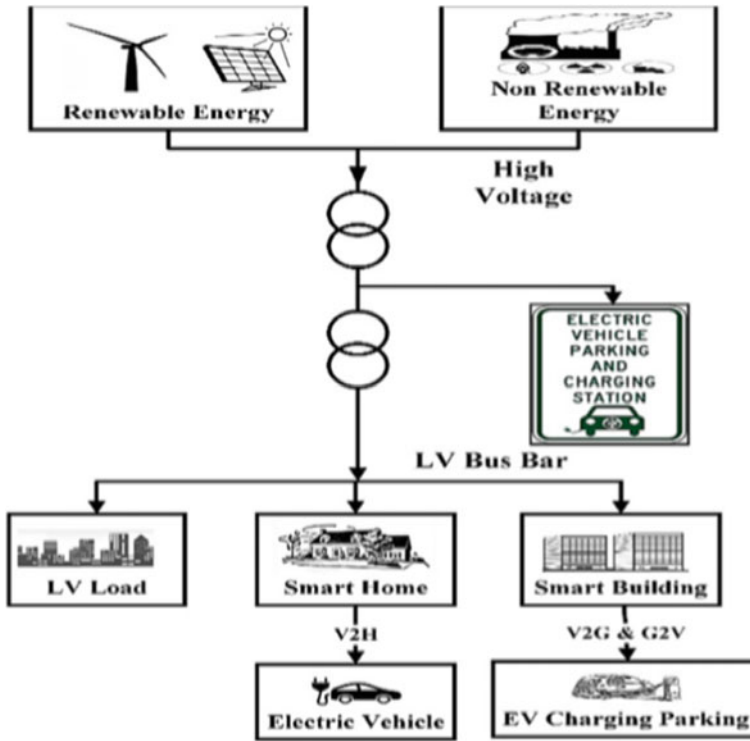 Renewable Energy
Non Renewable
Energy
High
Voltage
ELECTRIC
VEHICLE
PARKING
AND
CHARGING
STATION
LV Bus Bar
LV Load
Smart Home
Smart Building
V2H
V2G & G2V
Electric Vehicle
EV Charging Parking